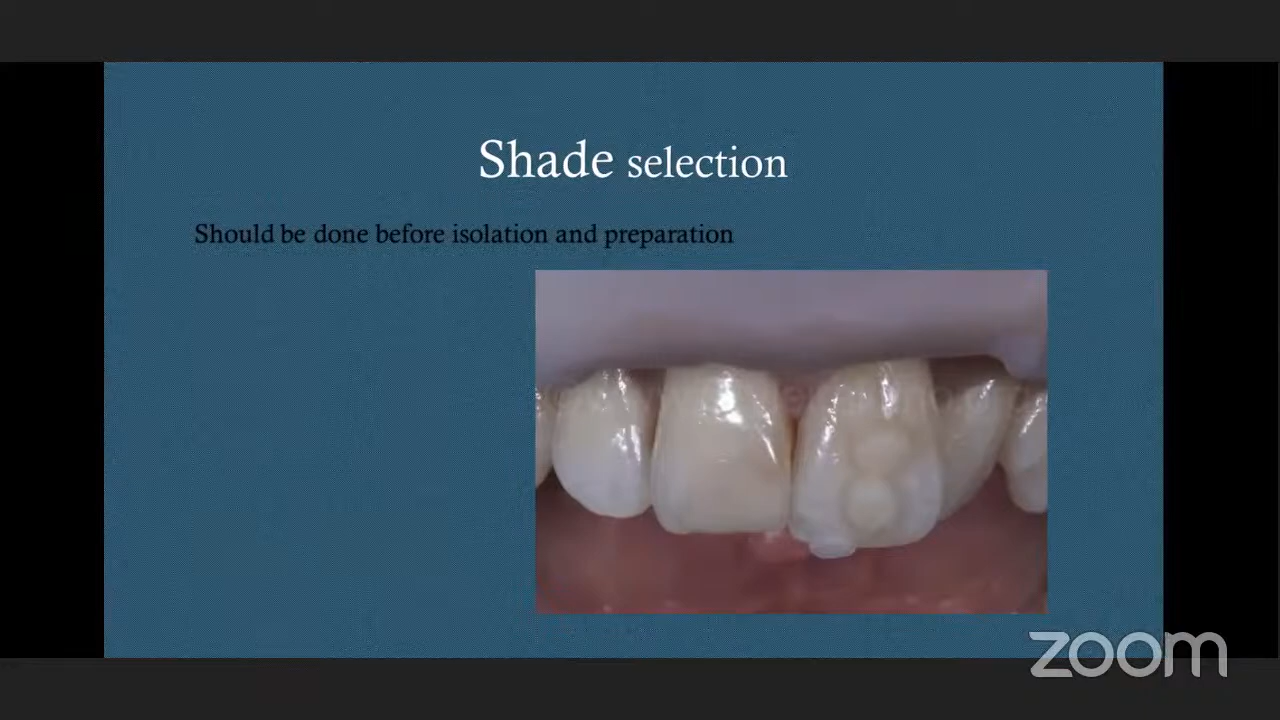 Shade selection
Should be done before isolation and preparation
zoom